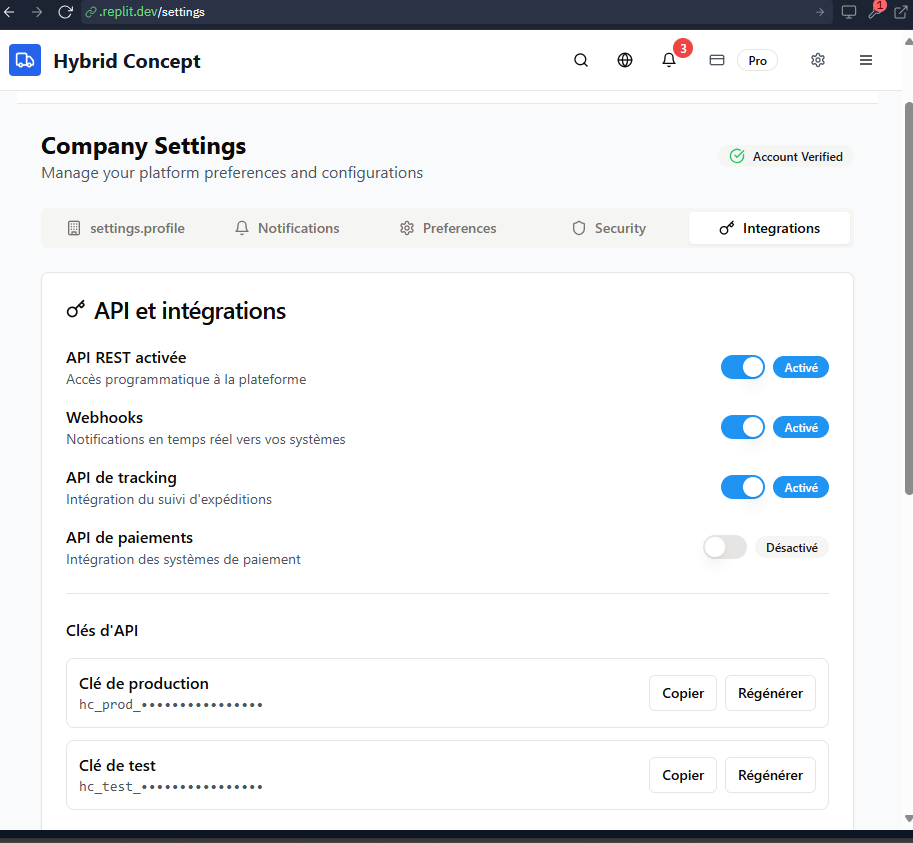 .replit.dev/settings
1
Hybrid Concept
3
Pro
Company Settings
Manage your platform preferences and configurations
Account Verified
settings.profile
Notifications
Preferences
Security
Integrations
API et intégrations
API REST activée
Accès programmatique à la plateforme
Activé
Webhooks
Notifications en temps réel vers vos systèmes
Activé
API de tracking
Intégration du suivi d'expéditions
Activé
API de paiements
Intégration des systèmes de paiement
Désactivé
Clés d'API
Clé de production
hc_prod_••••••••••••••••
Copier
Régénérer
Clé de test
hc_test_••••••••••••••••
Copier
Régénérer